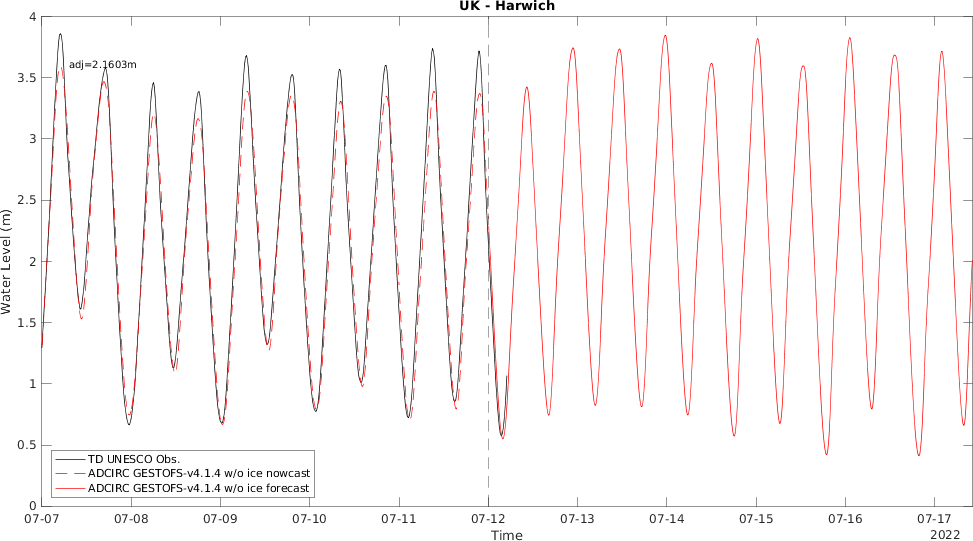 UK - Harwich
adj=2.1603m
Water Level (m)
4
3.5
3
2.5
2
1.5
1
0.5
0
TD UNESCO Obs.
ADCIRC GESTOFS-v4.1.4 w/o ice nowcast
ADCIRC GESTOFS-v4.1.4 w/o ice forecast
07-07 07-08 07-09 07-10 07-11 07-12 07-13 07-14 07-15 07-16 07-17
Time
2022